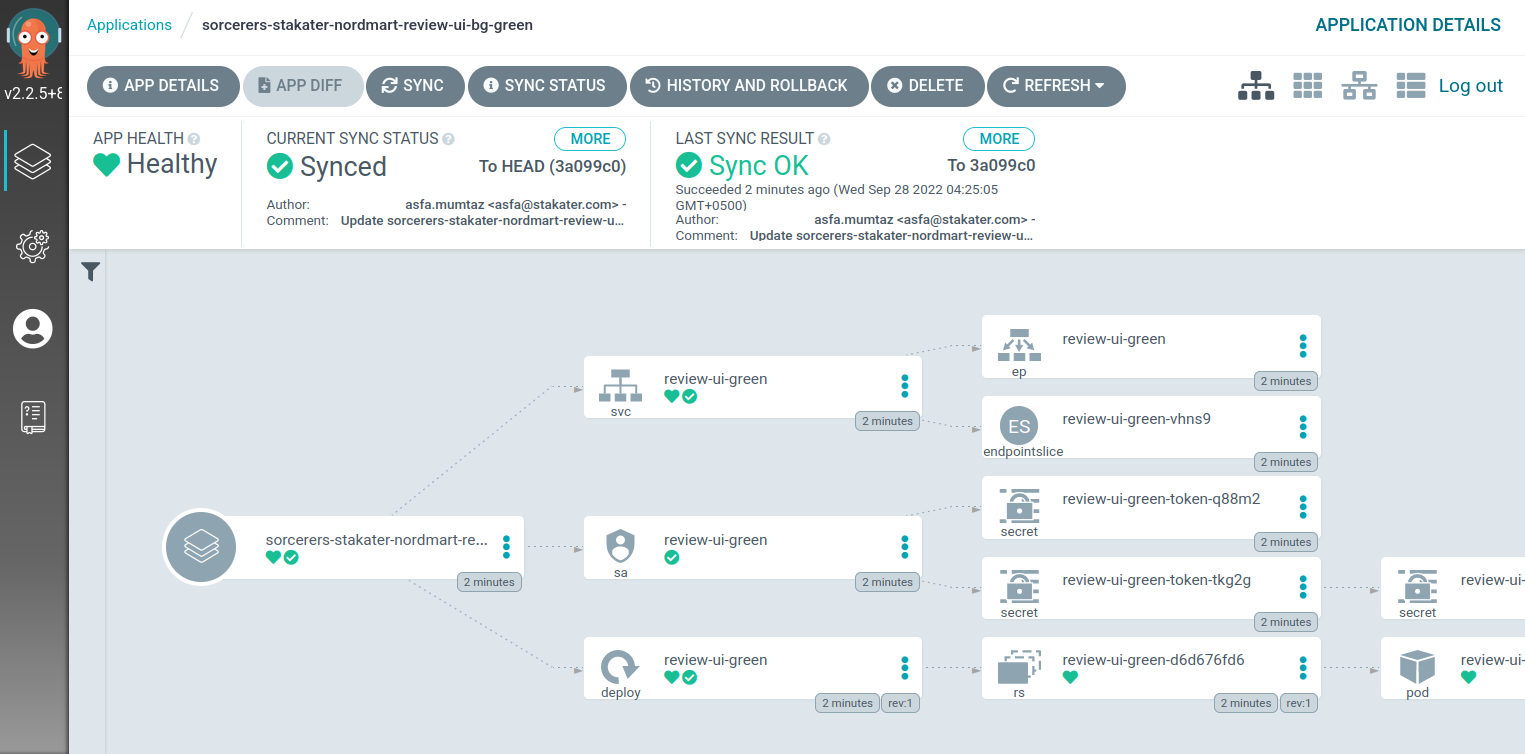 Applications
sorcerers-stakater-nordmart-review-ui-bg-green
APPLICATION DETAILS
v2.2.5+8
APP DETAILS
APP DIFF
SYNC
SYNC STATUS
HISTORY AND ROLLBACK
DELETE
REFRESH
Log out
APP HEALTH
Healthy
CURRENT SYNC STATUS
MORE
Synced
To HEAD (3a099c0)
Author: asfa.mumtaz <asfa@stakater.com> -
Comment: Update sorcerers-stakater-nordmart-review-u...
LAST SYNC RESULT
MORE
Sync OK
To 3a099c0
Succeeded 2 minutes ago (Wed Sep 28 2022 04:25:05
GMT+0500)
Author: asfa.mumtaz <asfa@stakater.com> -
Comment: Update sorcerers-stakater-nordmart-review-u...
sorcerers-stakater-nordmart-re...
2 minutes
review-ui-green
svc
2 minutes
review-ui-green
sa
2 minutes
review-ui-green
deploy
2 minutes
rev:1
review-ui-green
ep
2 minutes
ES
review-ui-green-vhns9
endpointslice
2 minutes
review-ui-green-token-q88m2
secret
2 minutes
review-ui-green-token-tkg2g
secret
2 minutes
review-ui-green-d6d676fd6
rs
2 minutes
rev:1
review-ui-
secret
review-ui-
pod